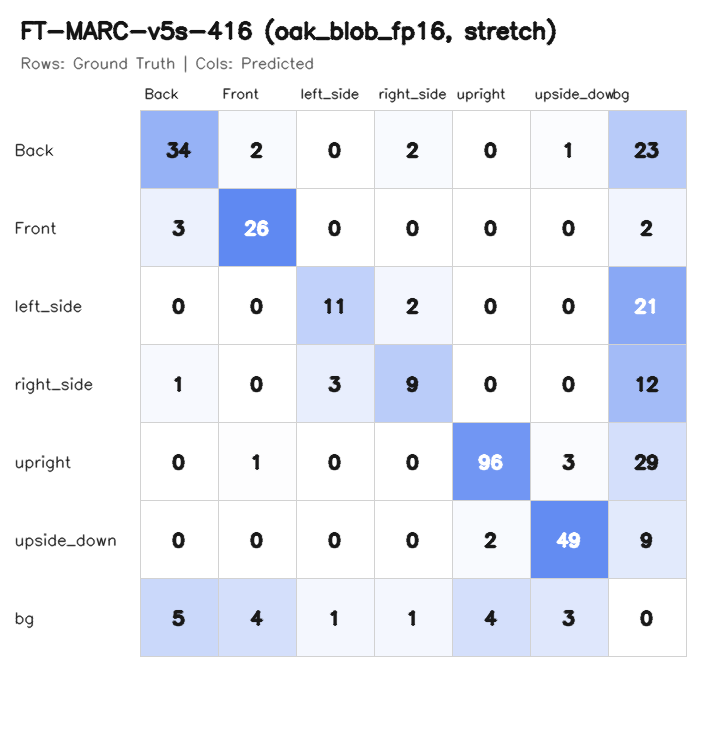 FT-MARC-v5s-416 (oak_blob_fp16, stretch)
Rows: Ground Truth | Cols: Predicted
Back Front left_side right_side upright upside_dowbg
Back 34 2 0 2 0 1 23
Front 3 26 0 0 0 0 2
left_side 0 0 11 2 0 0 21
right_side 1 0 3 9 0 0 12
upright 0 1 0 0 96 3 29
upside_down 0 0 0 0 2 49 9
bg 5 4 1 1 4 3 0